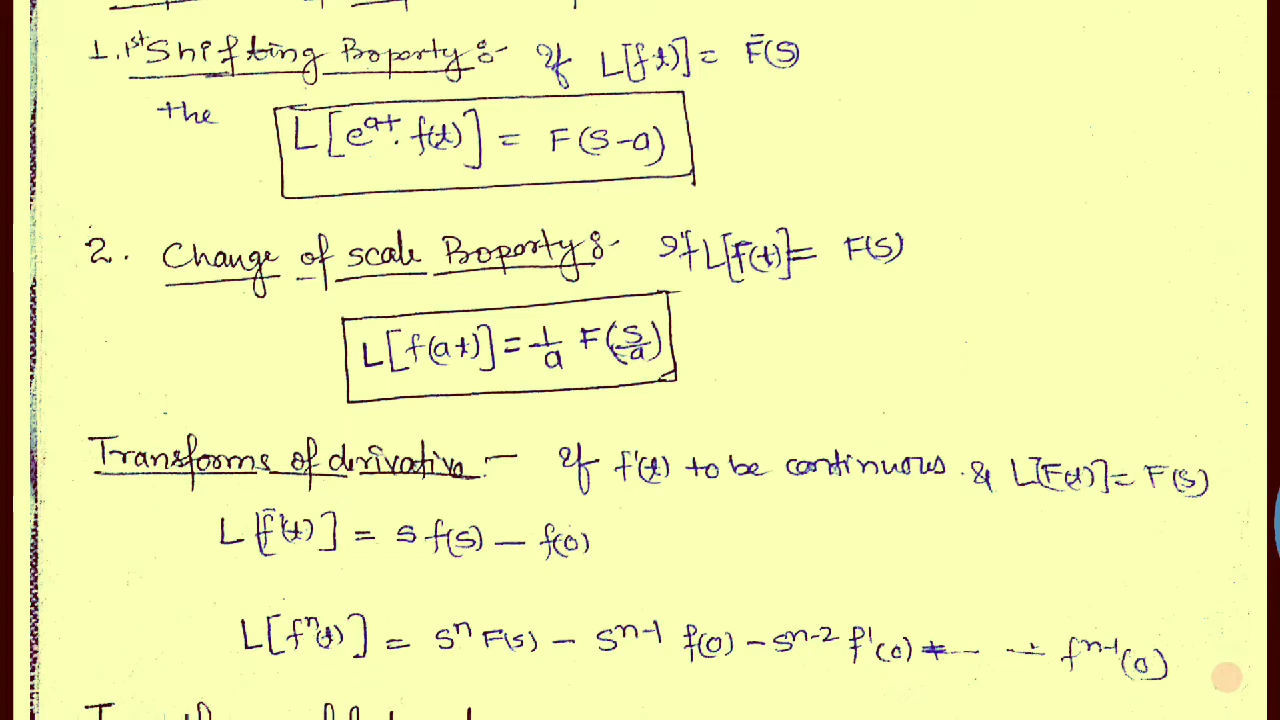 1. 1st Shifting Property :- If L[f(t)] = F̄(S)
the L[e^at. f(t)] = F(S-a)
2. Change of scale Property :- If L[f(t)] = F(S)
L[f(at)] = 1/a F(S/a)
Transforms of derivative :- If f'(t) to be continuous. & L[F(t)] = F(S)
L[f'(t)] = S f(S) - f(0)
L[f^n(t)] = S^n F(S) - S^n-1 f(0) - S^n-2 f'(0) + ---- f^n-1(0)